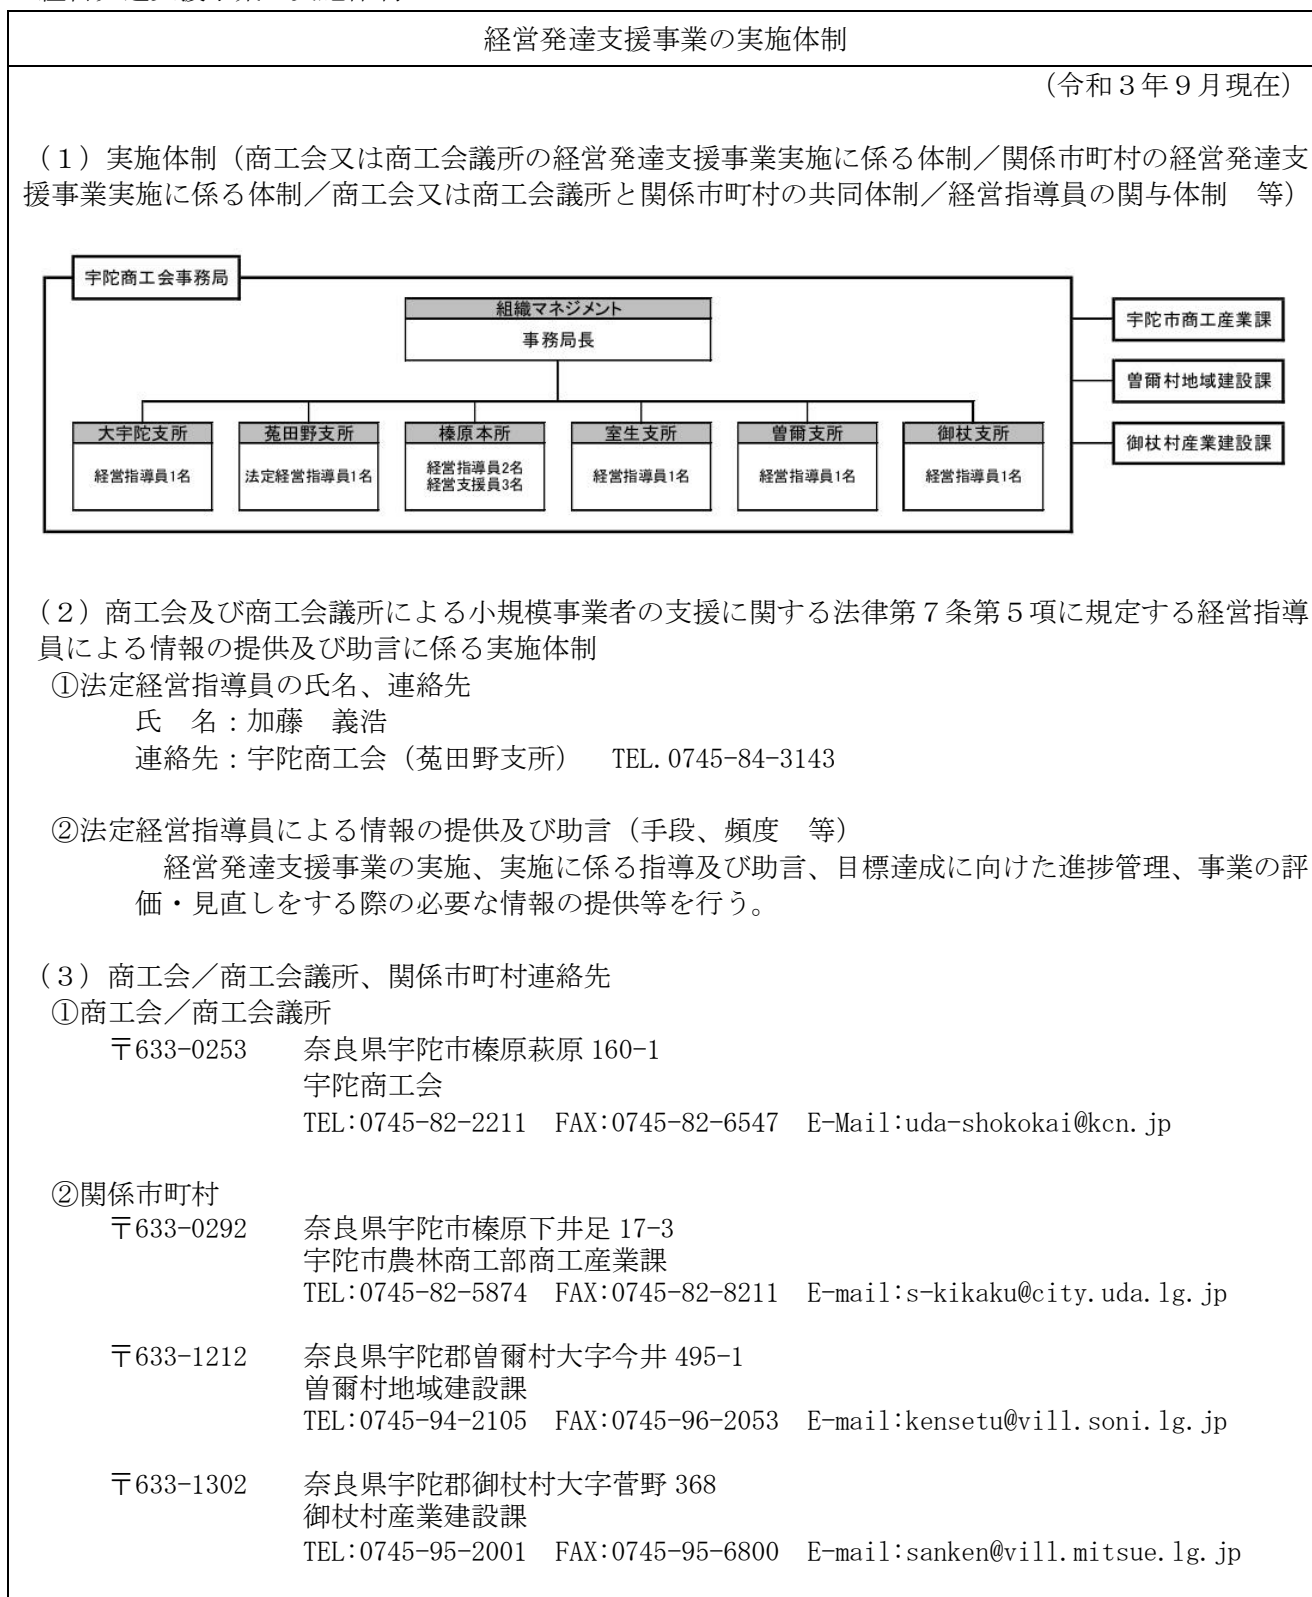 経営発達支援事業の実施体制
（令和３年９月現在）
（１）実施体制（商工会又は商工会議所の経営発達支援事業実施に係る体制／関係市町村の経営発達支
援事業実施に係る体制／商工会又は商工会議所と関係市町村の共同体制／経営指導員の関与体制　等）
宇陀商工会事務局
組織マネジメント
事務局長
宇陀市商工産業課
曽爾村地域建設課
御杖村産業建設課
大宇陀支所
経営指導員1名
菟田野支所
法定経営指導員1名
榛原本所
経営指導員2名
経営支援員3名
室生支所
経営指導員1名
曽爾支所
経営指導員1名
御杖支所
経営指導員1名
（２）商工会及び商工会議所による小規模事業者の支援に関する法律第７条第５項に規定する経営指導
員による情報の提供及び助言に係る実施体制
①法定経営指導員の氏名、連絡先
氏　名：加藤　義浩
連絡先：宇陀商工会（菟田野支所）　TEL.0745-84-3143
②法定経営指導員による情報の提供及び助言（手段、頻度　等）
経営発達支援事業の実施、実施に係る指導及び助言、目標達成に向けた進捗管理、事業の評
価・見直しをする際の必要な情報の提供等を行う。
（３）商工会／商工会議所、関係市町村連絡先
①商工会／商工会議所
〒633-0253　奈良県宇陀市榛原萩原 160-1
宇陀商工会
TEL:0745-82-2211　FAX:0745-82-6547　E-Mail:uda-shokokai@kcn.jp
②関係市町村
〒633-0292　奈良県宇陀市榛原下井足 17-3
宇陀市農林商工部商工産業課
TEL:0745-82-5874　FAX:0745-82-8211　E-mail:s-kikaku@city.uda.lg.jp
〒633-1212　奈良県宇陀郡曽爾村大字今井 495-1
曽爾村地域建設課
TEL:0745-94-2105　FAX:0745-96-2053　E-mail:kensetu@vill.soni.lg.jp
〒633-1302　奈良県宇陀郡御杖村大字菅野 368
御杖村産業建設課
TEL:0745-95-2001　FAX:0745-95-6800　E-mail:sanken@vill.mitsue.lg.jp